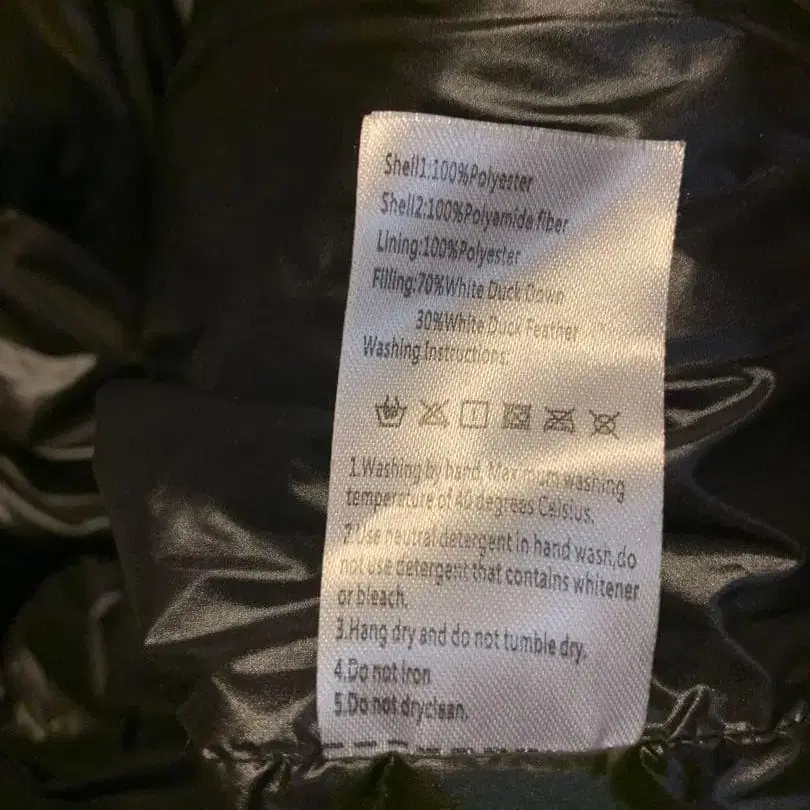 Shell1:100%Polyester
Shell2:100%Polyamide fiber
Lining:100%Polyester
Filling:70%White Duck Down
30%White Duck Feather
Washing Instructions:
1.Washing by hand, Maximum washing
temperature of 40 degreas Celsius.
2.Use neutral detergent in hand wasn,do
not use detergent that contains whitener
or bleach.
3.Hang dry and do not tumble dry.
4.Do not iron
5.Do not dryclean.